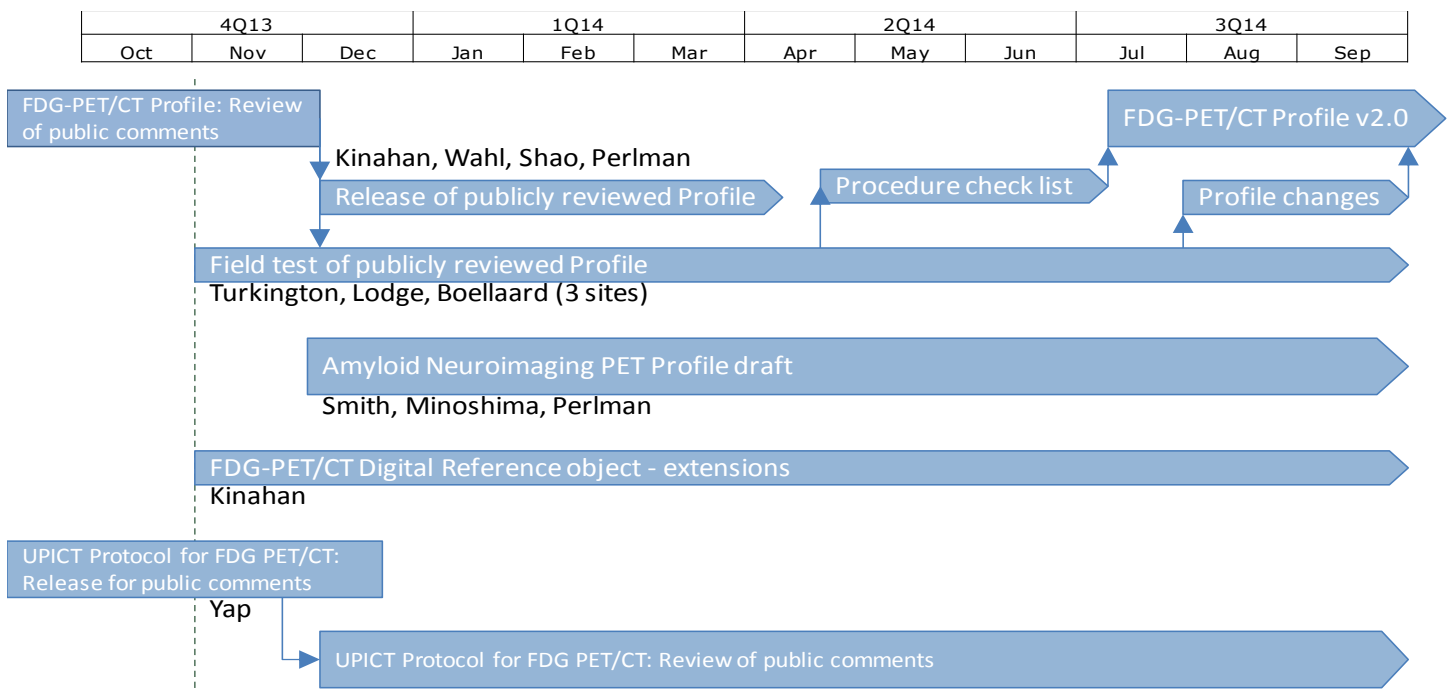 4Q13 1Q14 2Q14 3Q14
Oct Nov Dec Jan Feb Mar Apr May Jun Jul Aug Sep
FDG-PET/CT Profile: Review
of public comments
FDG-PET/CT Profile v2.0
Kinahan, Wahl, Shao, Perlman
Release of publicly reviewed Profile
Procedure check list
Profile changes
Field test of publicly reviewed Profile
Turkington, Lodge, Boellaard (3 sites)
Amyloid Neuroimaging PET Profile draft
Smith, Minoshima, Perlman
FDG-PET/CT Digital Reference object - extensions
Kinahan
UPICT Protocol for FDG PET/CT:
Release for public comments
Yap
UPICT Protocol for FDG PET/CT: Review of public comments